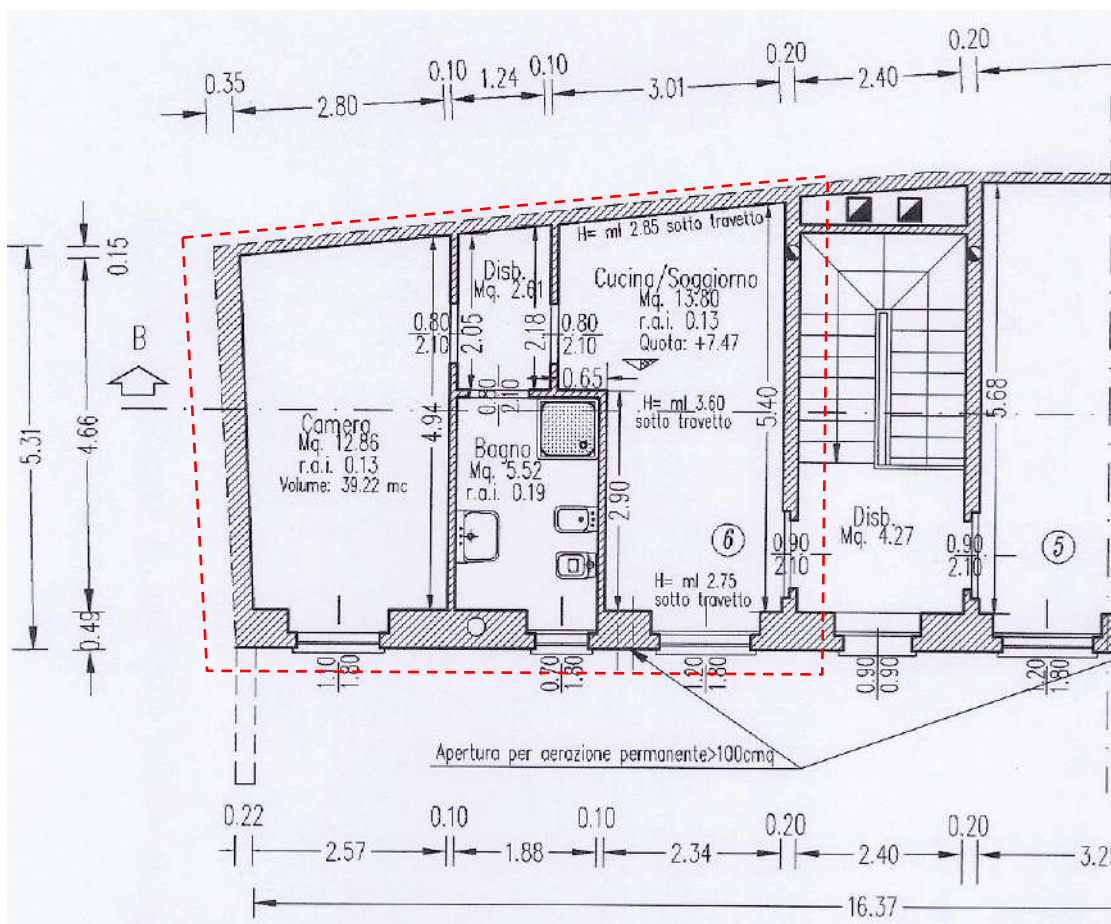 0.35
2.80
0.10
1.24
0.10
3.01
0.20
2.40
0.20
0.15
5.31
4.66
0.49
B
H= ml 2.85 sotto travetto
Disb.
Mq. 2.61
2.05
2.18
0.80
2.10
0.80
2.10
Cucina/Soggiorno
Mq. 13.80
r.a.i. 0.13
Quota: +7.47
0.65
0.80
2.10
H= ml 3.60
sotto travetto
5.40
5.68
Camera
Mq. 12.86
r.a.i. 0.13
Volume: 39.22 mc
4.94
Bagno
Mq. 5.52
r.a.i. 0.19
2.90
6
Disb.
Mq. 4.27
0.90
2.10
0.90
2.10
5
H= ml 2.75
sotto travetto
1.80
0.70
1.80
1.20
1.80
0.90
0.90
1.80
Apertura per aerazione permanente>100cmq
0.22
2.57
0.10
1.88
0.10
2.34
0.20
2.40
0.20
16.37